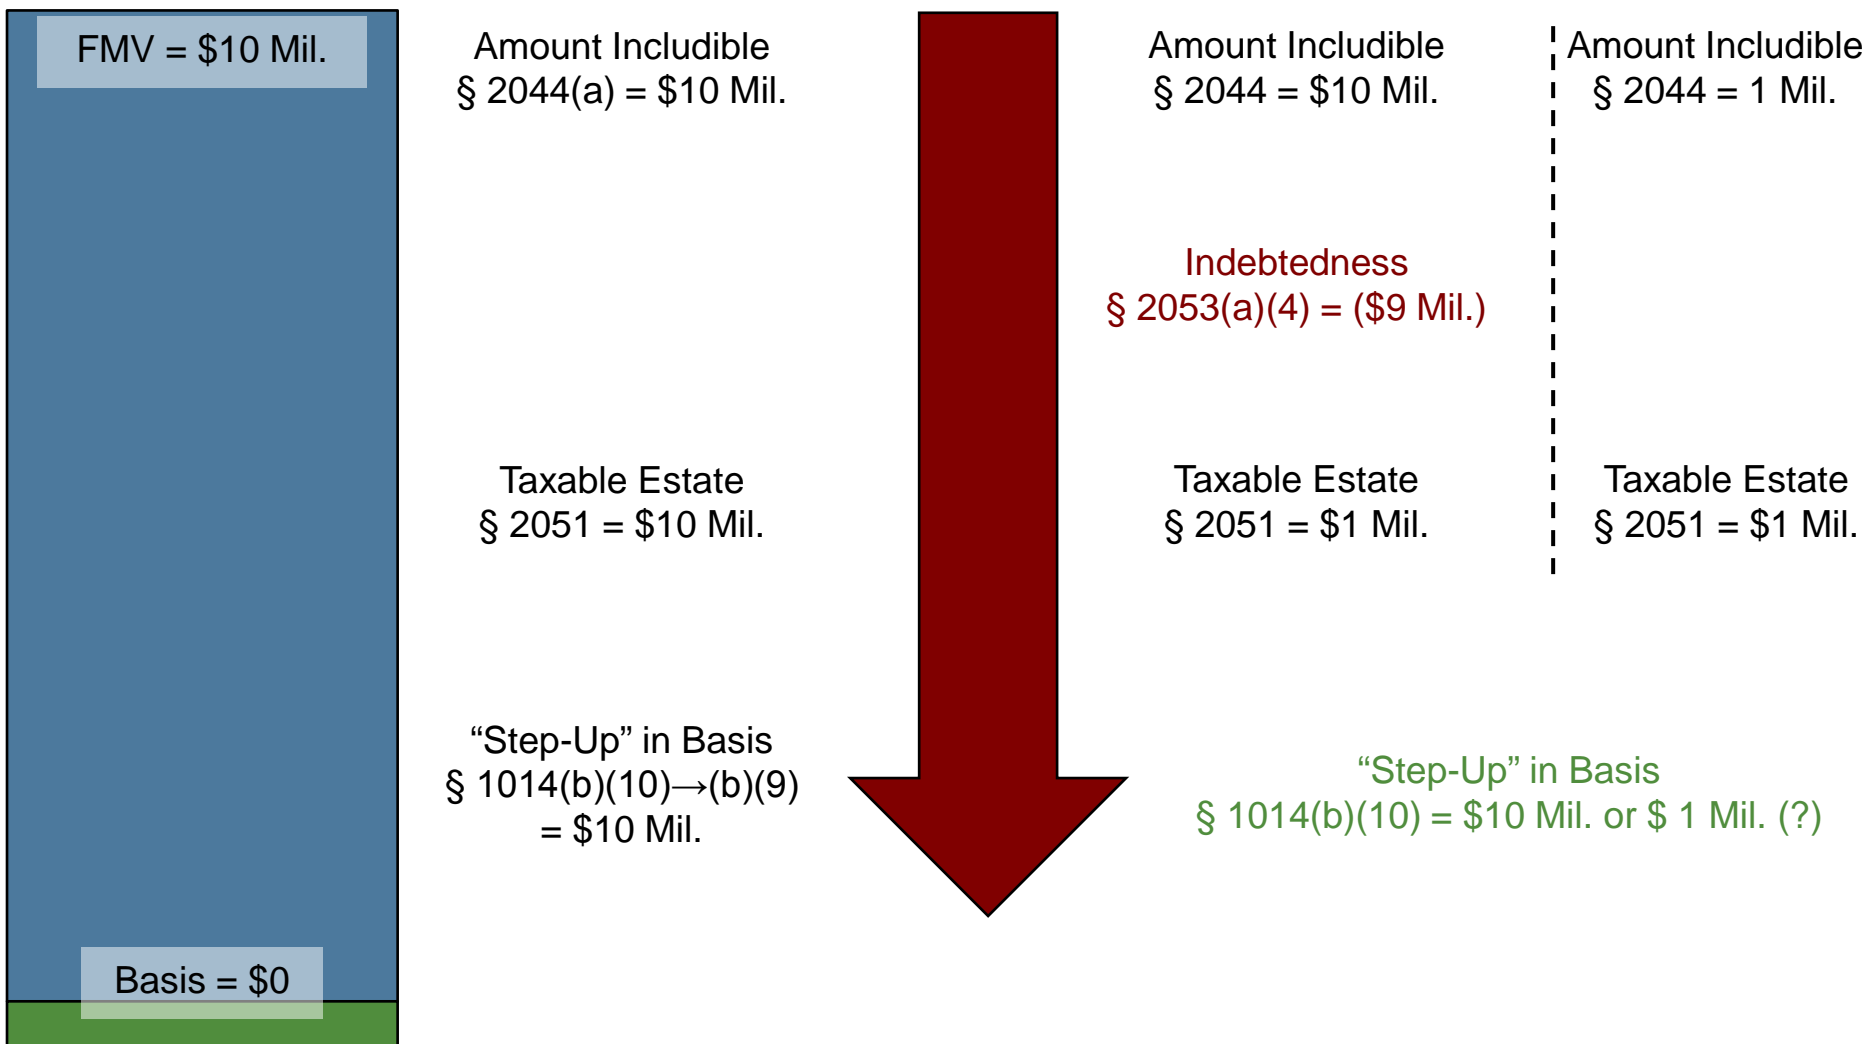 FMV = $10 Mil.
Basis = $0
Amount Includible
§ 2044(a) = $10 Mil.
Taxable Estate
§ 2051 = $10 Mil.
“Step-Up” in Basis
§ 1014(b)(10)→(b)(9)
= $10 Mil.
Amount Includible
§ 2044 = $10 Mil.
Indebtedness
§ 2053(a)(4) = ($9 Mil.)
Taxable Estate
§ 2051 = $1 Mil.
Amount Includible
§ 2044 = 1 Mil.
Taxable Estate
§ 2051 = $1 Mil.
“Step-Up” in Basis
§ 1014(b)(10) = $10 Mil. or $ 1 Mil. (?)